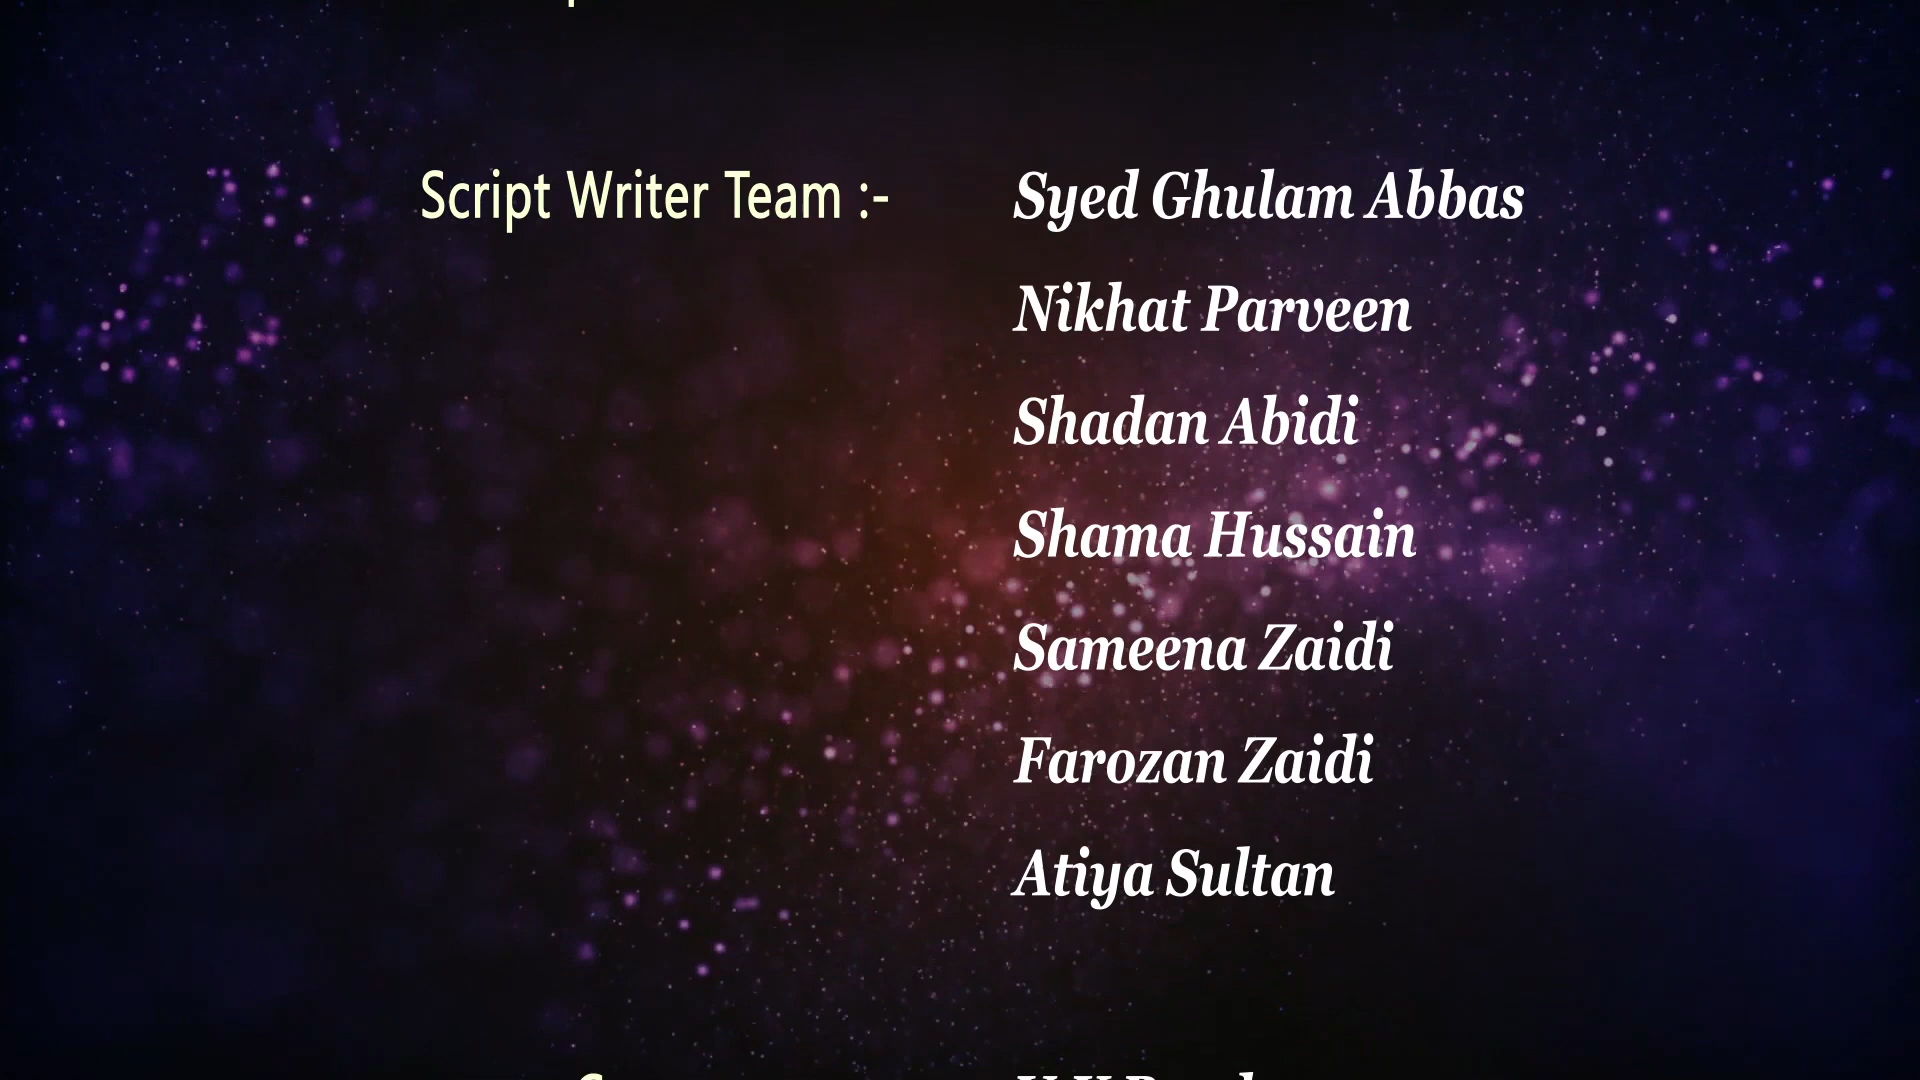 Script Writer Team :- Syed Ghulam Abbas
Nikhat Parveen
Shadan Abidi
Shama Hussain
Sameena Zaidi
Farozan Zaidi
Atiya Sultan